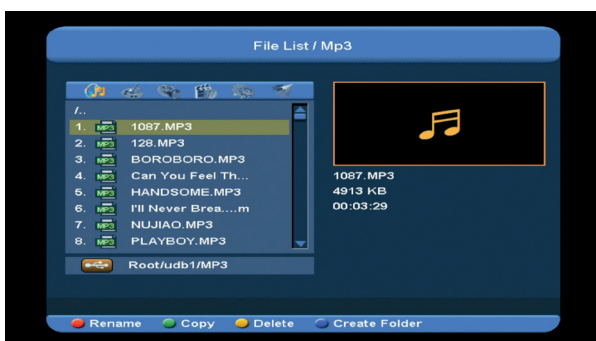 File List / Mp3
/..
1. MP3 1087.MP3
2. MP3 128.MP3
3. MP3 BOROBORO.MP3
4. MP3 Can You Feel Th...
5. MP3 HANDSOME.MP3
6. MP3 I'll Never Brea....m
7. MP3 NUJIAO.MP3
8. MP3 PLAYBOY.MP3
Root/udb1/MP3
1087.MP3
4913 KB
00:03:29
Rename Copy Delete Create Folder